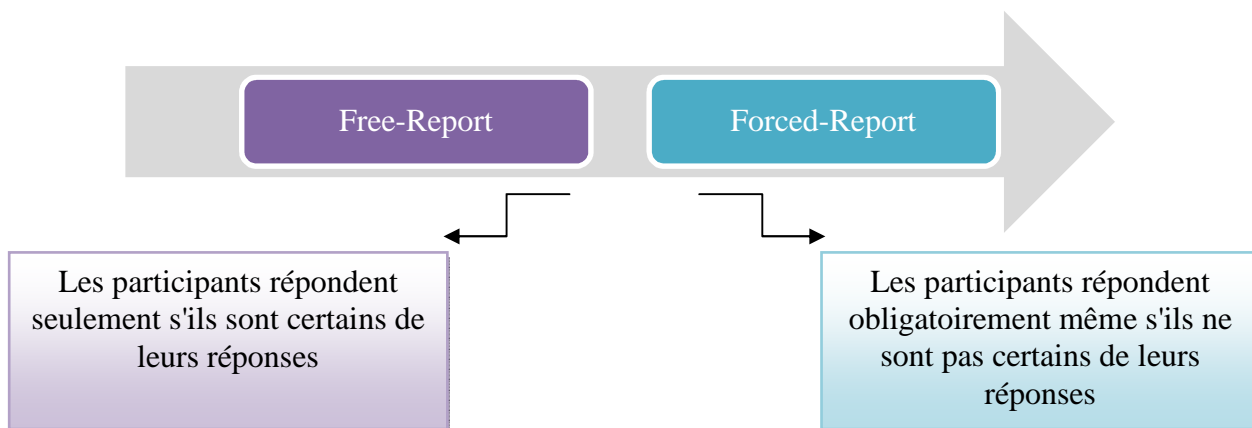 Free-Report
Forced-Report
Les participants répondent
seulement s'ils sont certains de
leurs réponses
Les participants répondent
obligatoirement même s'ils ne
sont pas certains de leurs
réponses